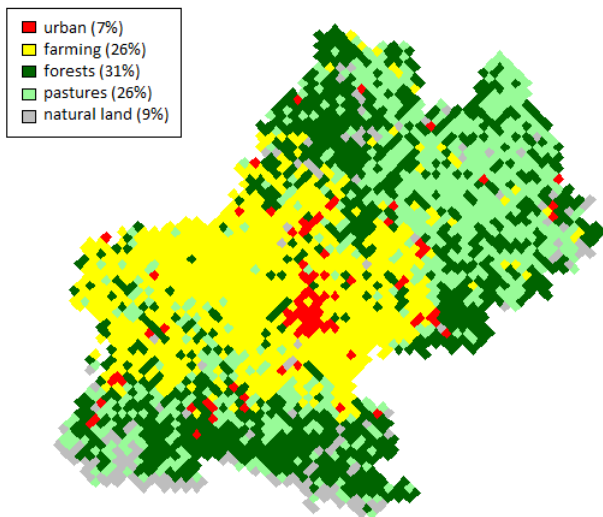 urban (7%)
farming (26%)
forests (31%)
pastures (26%)
natural land (9%)